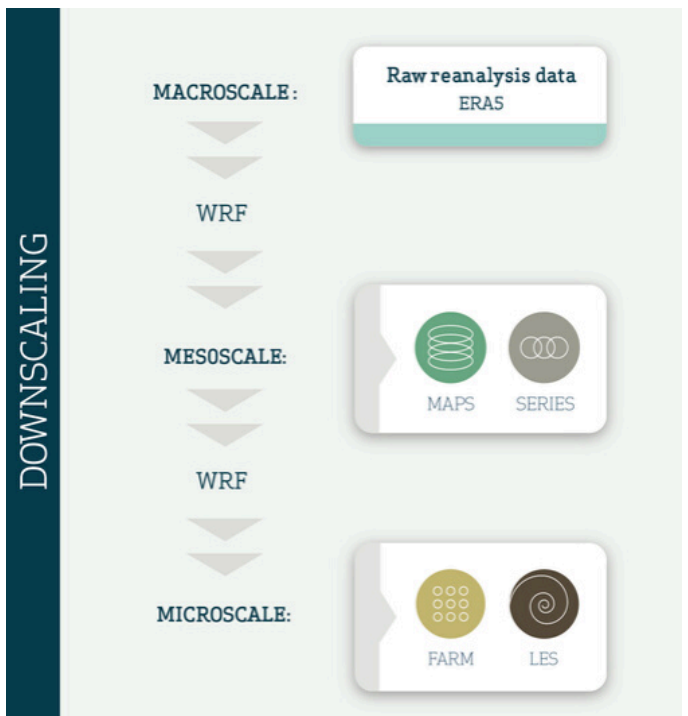 DOWNSCALING
MACROSCALE:
Raw reanalysis data
ERA5
WRF
MESOSCALE:
MAPS
SERIES
WRF
MICROSCALE:
FARM
LES